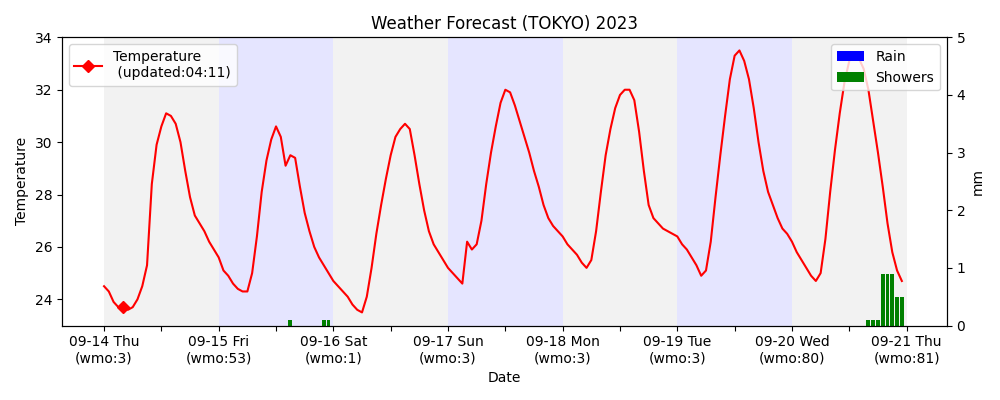 Weather Forecast (TOKYO) 2023
Temperature
(updated:04:11)
Rain
Showers
34
32
30
28
26
24
Temperature
5
4
3
2
1
0
mm
09-14 Thu
(wmo:3)
09-15 Fri
(wmo:53)
09-16 Sat
(wmo:1)
09-17 Sun
(wmo:3)
09-18 Mon
(wmo:3)
09-19 Tue
(wmo:3)
09-20 Wed
(wmo:80)
09-21 Thu
(wmo:81)
Date